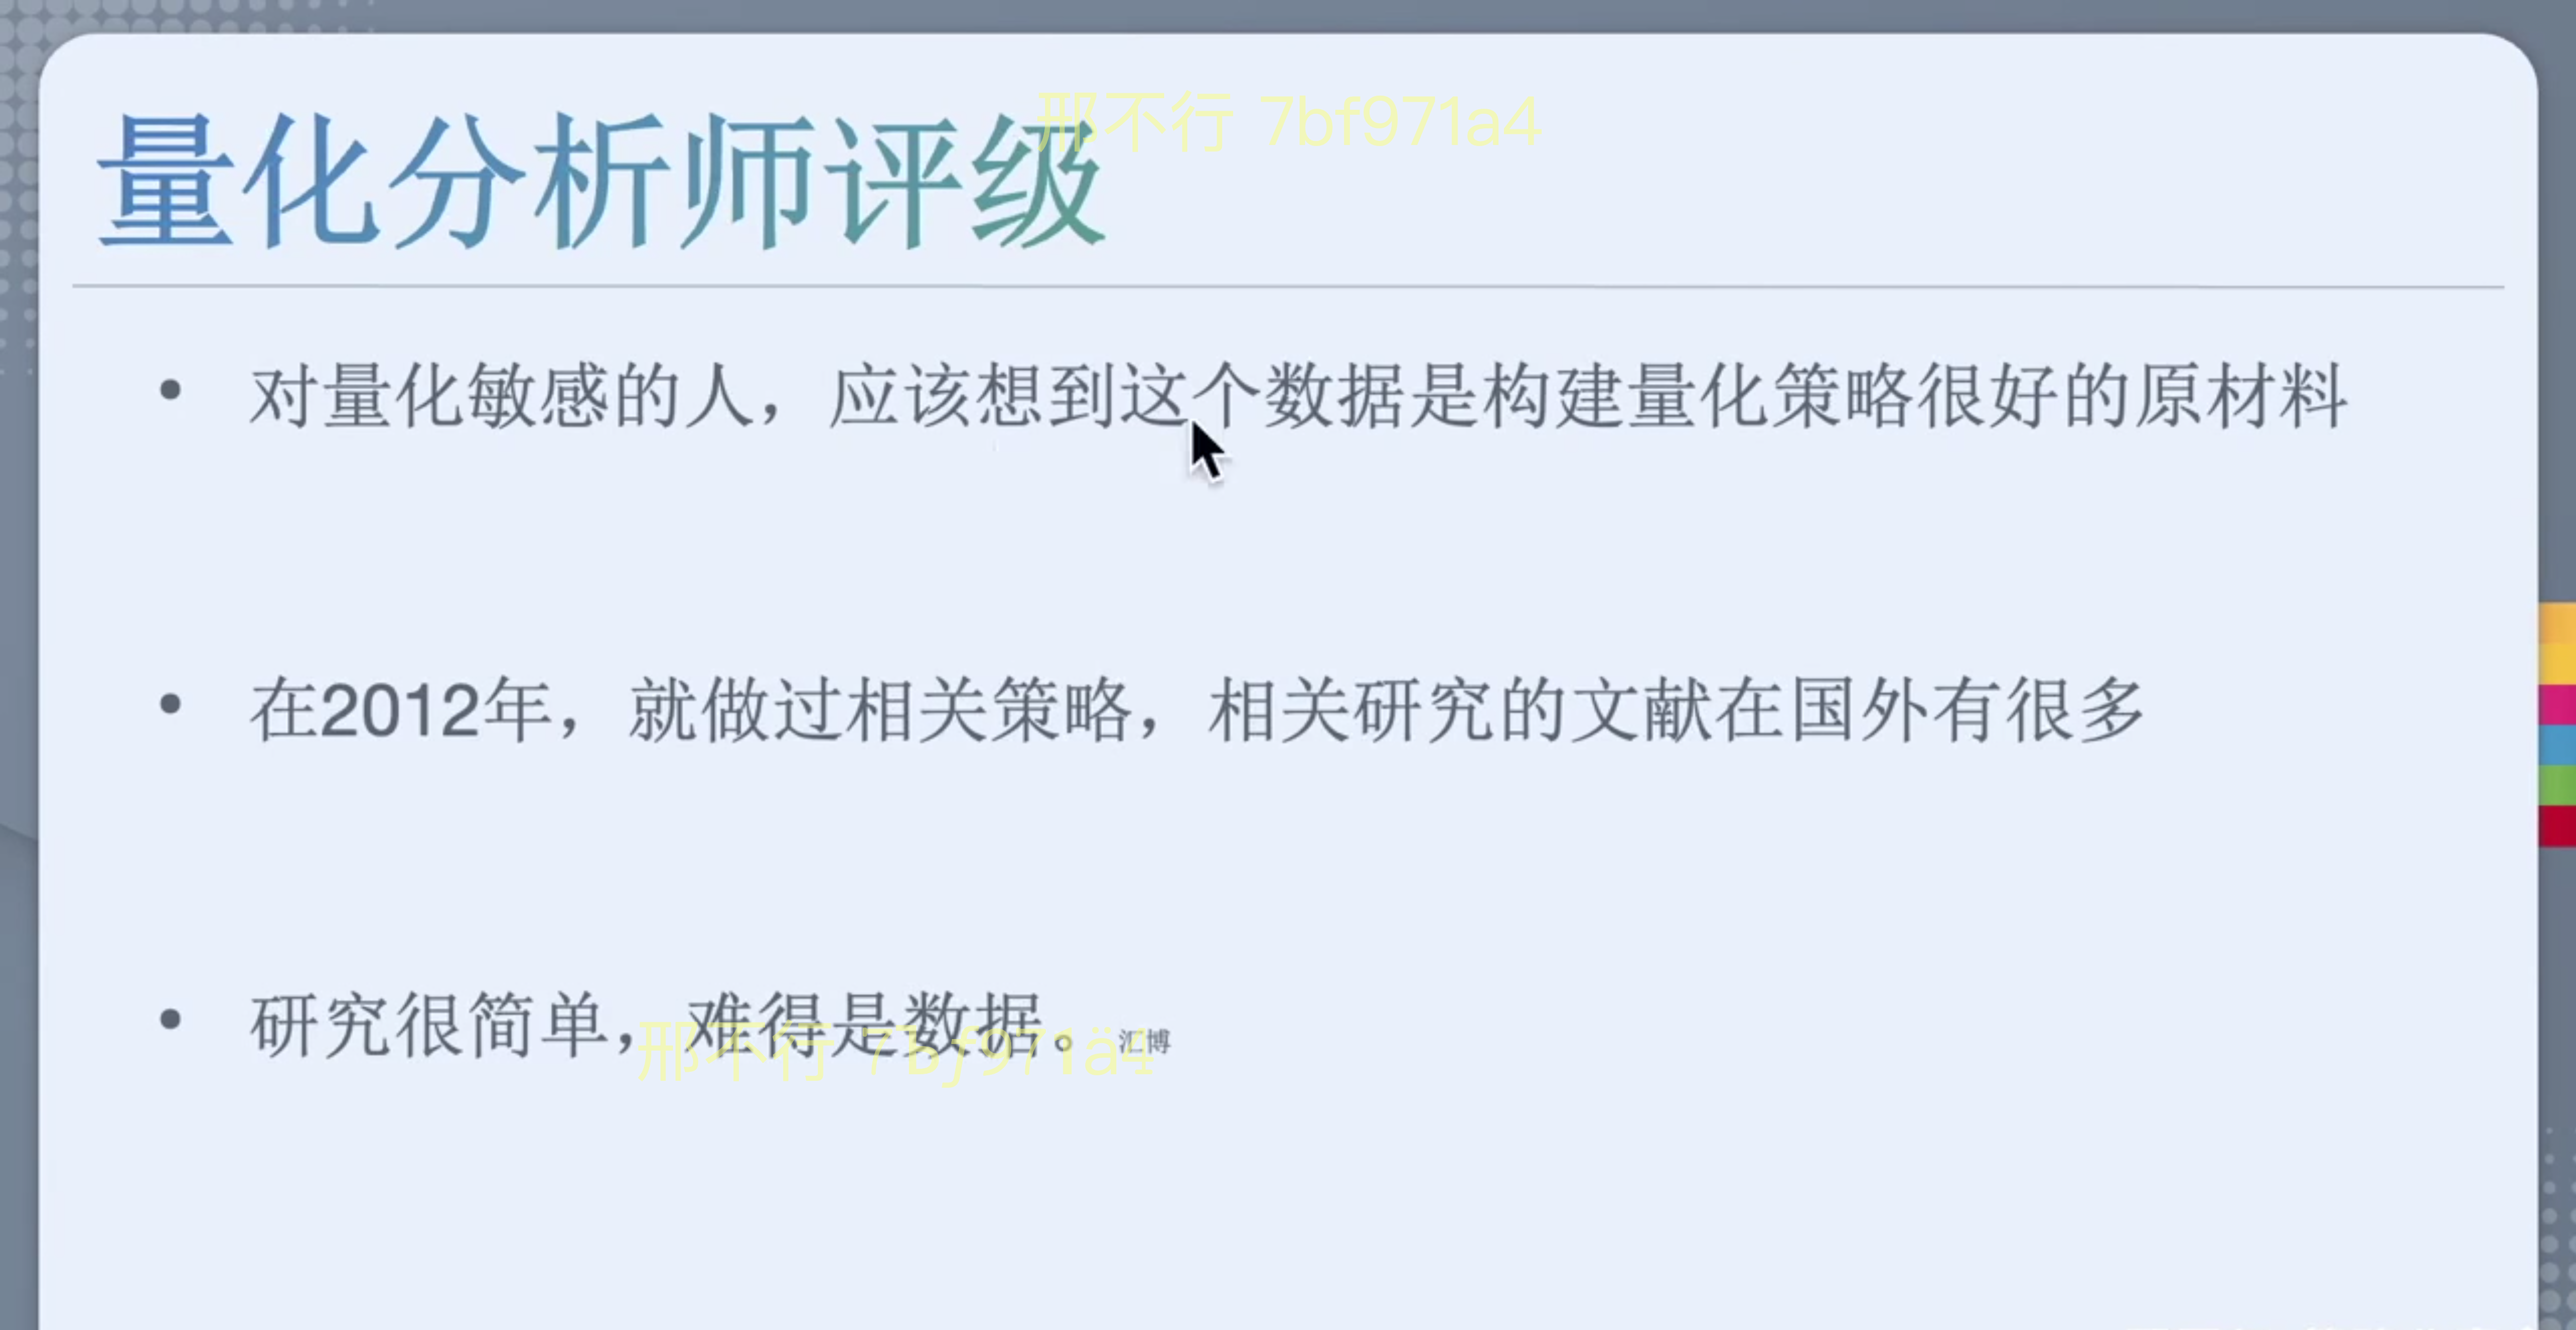 量化分析师评级
邢不行 7bf971a4
对量化敏感的人，应该想到这个数据是构建量化策略很好的原材料
在2012年，就做过相关策略，相关研究的文献在国外有很多
研究很简单，难得是数据。汇博
邢不行 7bf971a4